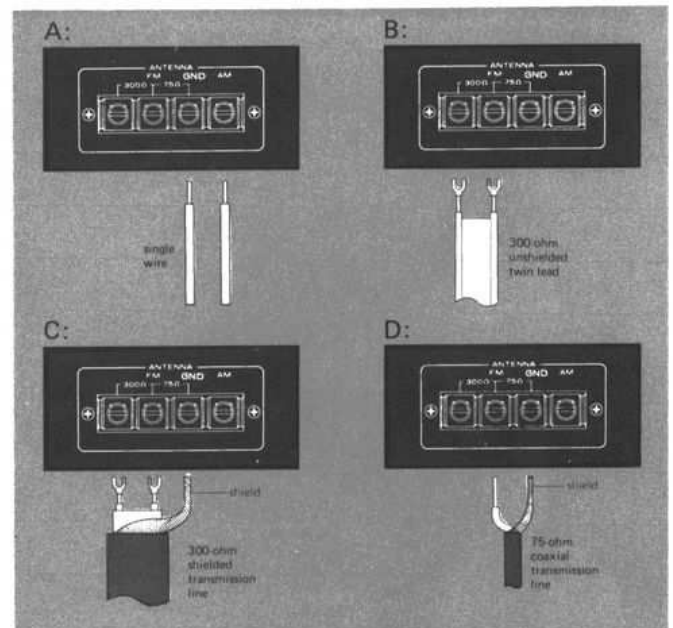 A:
ANTENNA
FM GND AM
300Ω 75Ω
single
wire
B:
ANTENNA
FM GND AM
300Ω 75Ω
300-ohm
unshielded
twin lead
C:
ANTENNA
FM GND AM
300Ω 75Ω
shield
300-ohm
shielded
transmission
line
D:
ANTENNA
FM GND AM
300Ω 75Ω
shield
75-ohm
coaxial
transmission
line